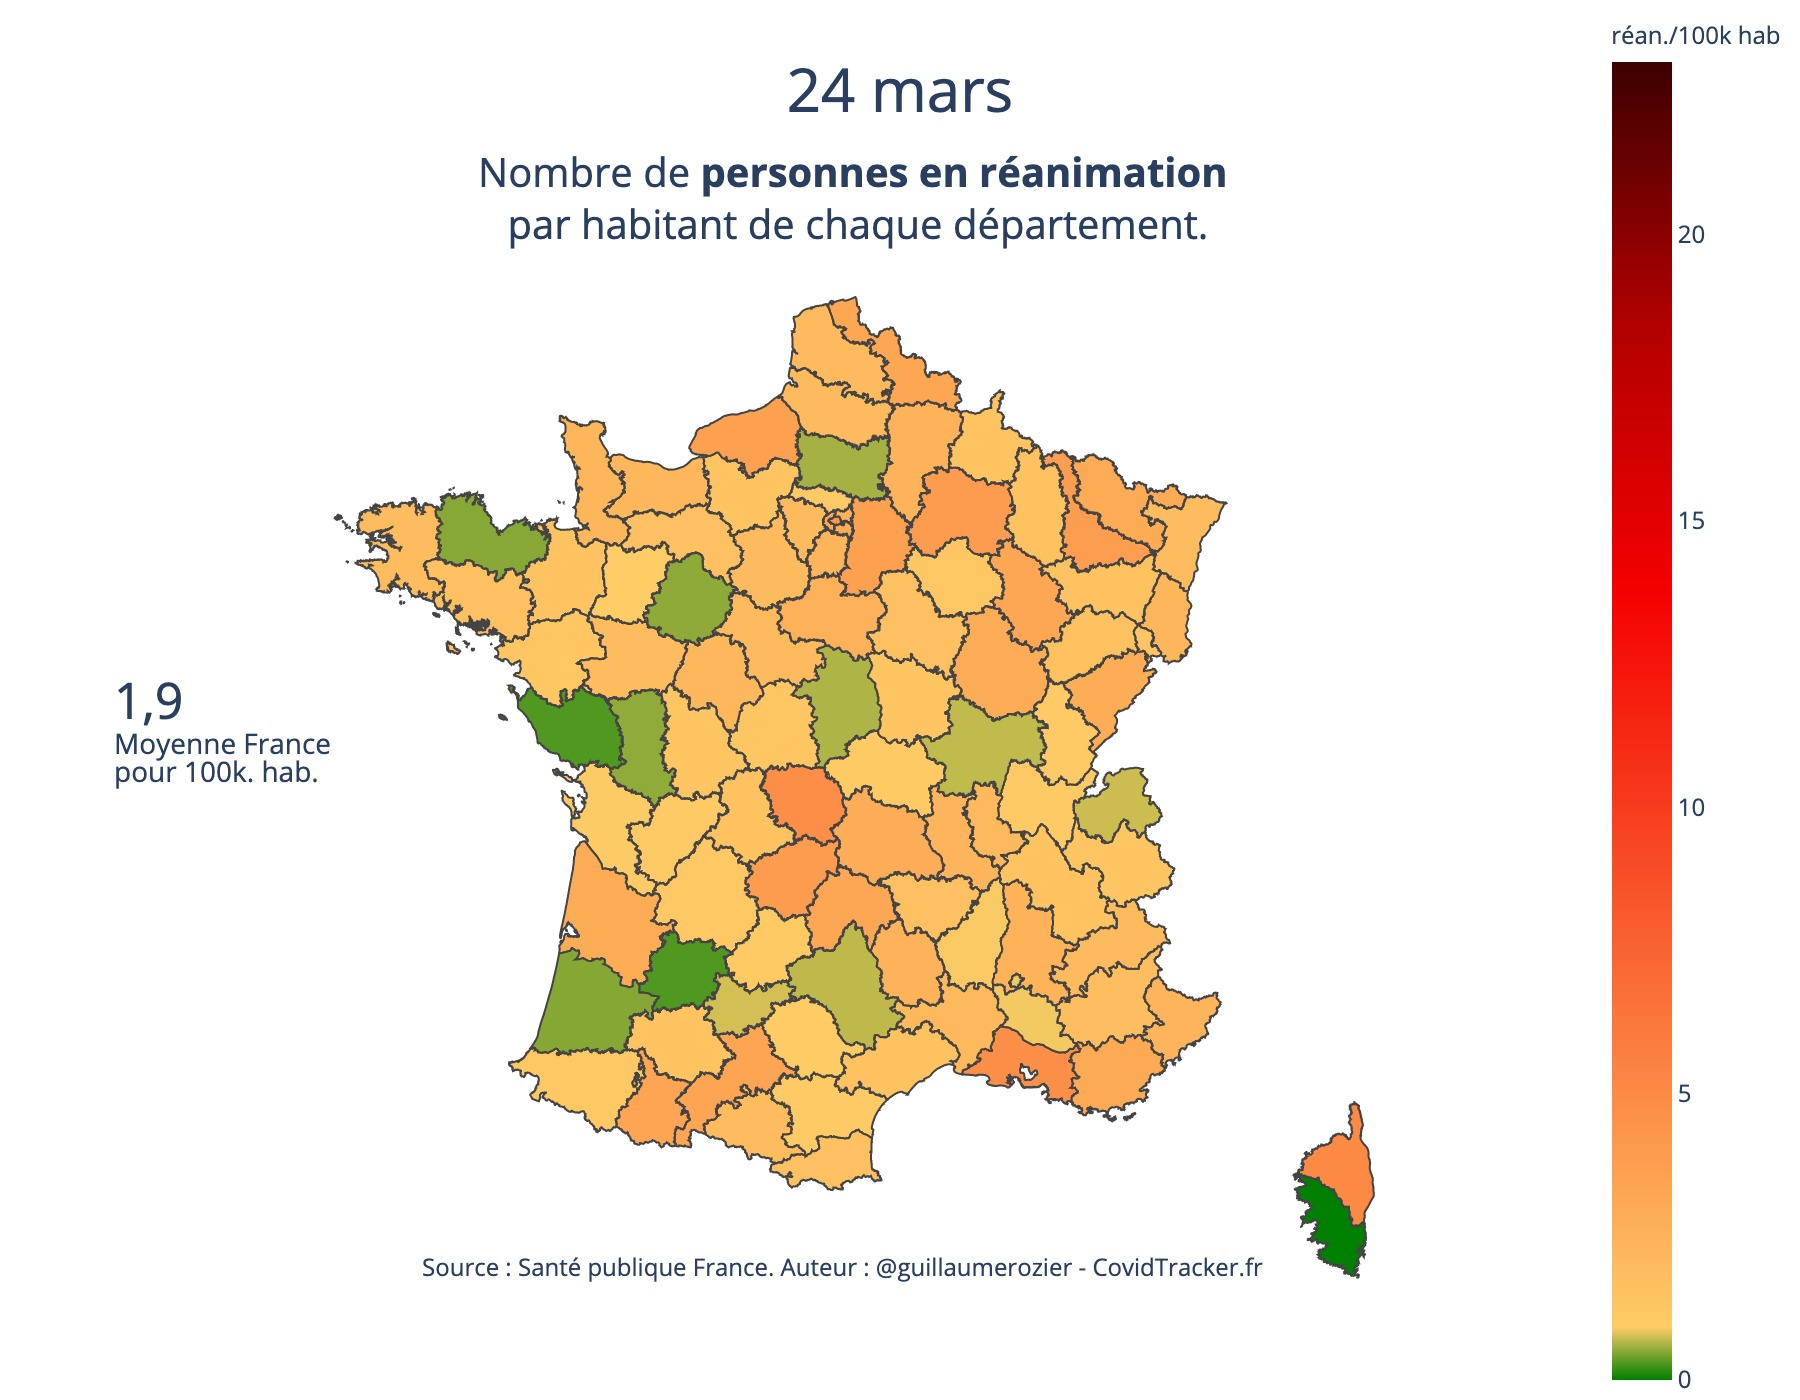 réan./100k hab
24 mars
Nombre de personnes en réanimation
par habitant de chaque département.
20
15
1,9
Moyenne France
pour 100k. hab.
10
5
Source : Santé publique France. Auteur : @guillaumerozier - CovidTracker.fr
0